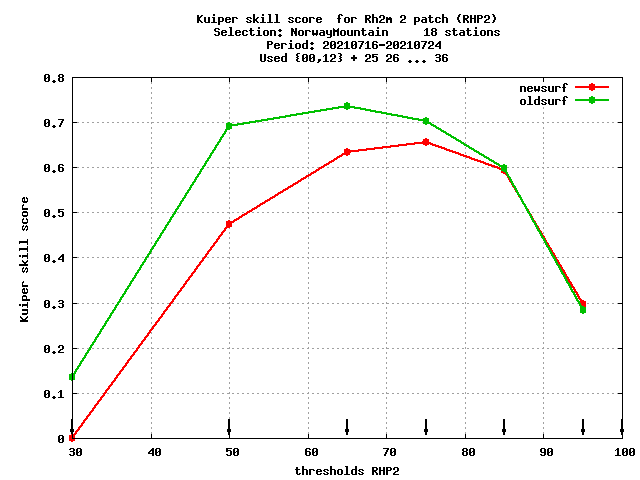 Kuiper skill score  for Rh2m 2 patch (RHP2)
Selection: NorwayMountain     18 stations
Period: 20210716-20210724
Used {00,12} + 25 26 ... 36
newsurf
oldsurf
0.8
0.7
0.6
0.5
0.4
0.3
0.2
0.1
0
Kuiper skill score
30 40 50 60 70 80 90 100
thresholds RHP2